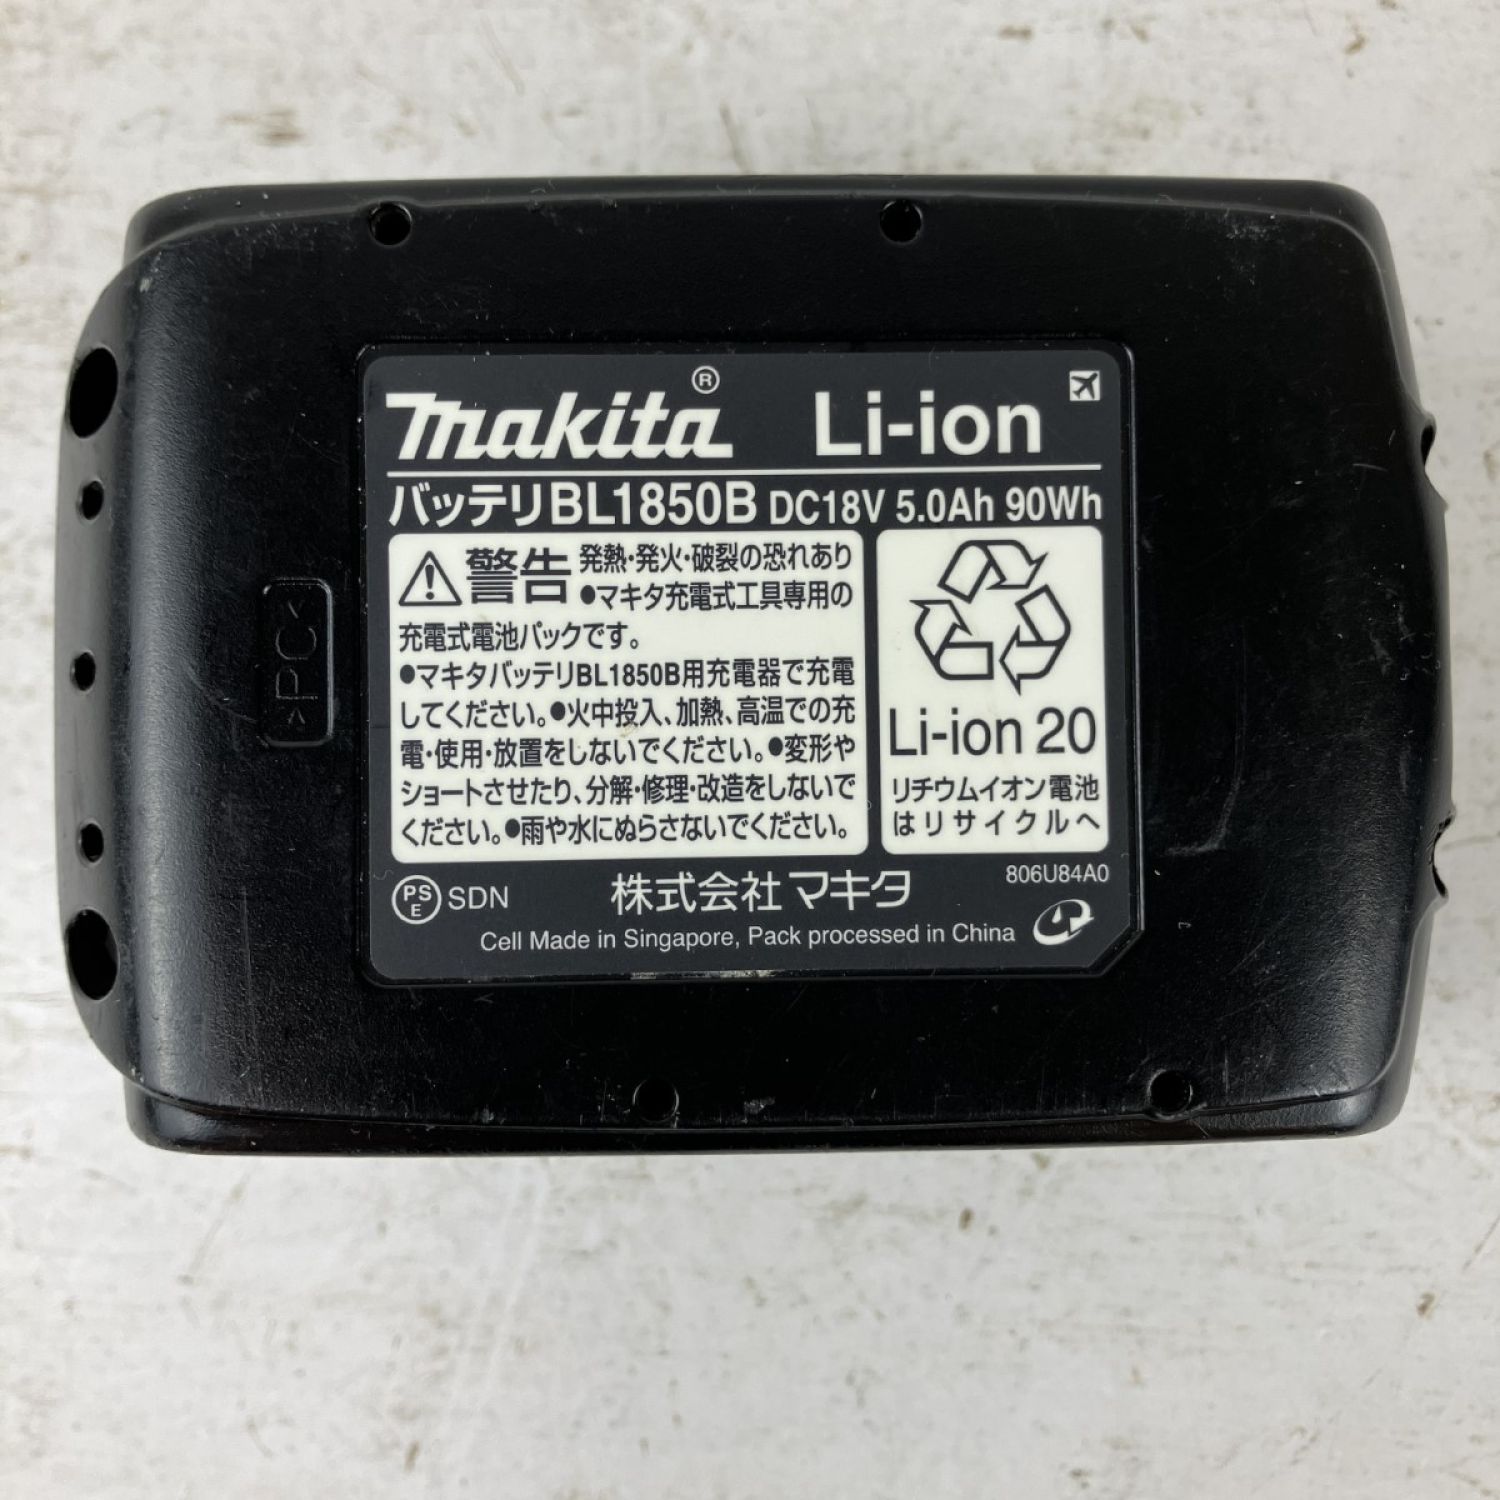 makita® Li-ion
バッテリBL1850B DC18V 5.0Ah 90Wh
警告 発熱・発火・破裂の恐れあり
●マキタ充電式工具専用の
充電式電池パックです。
●マキタバッテリBL1850B用充電器で充電
してください。●火中投入、加熱、高温での充
電・使用・放置をしないでください。●変形や
ショートさせたり、分解・修理・改造をしないで
ください。●雨や水にぬらさないでください。
Li-ion 20
リチウムイオン電池
はリサイクルへ
PS
E
SDN
株式会社マキタ
806U84A0
Cell Made in Singapore, Pack processed in China
>PC<